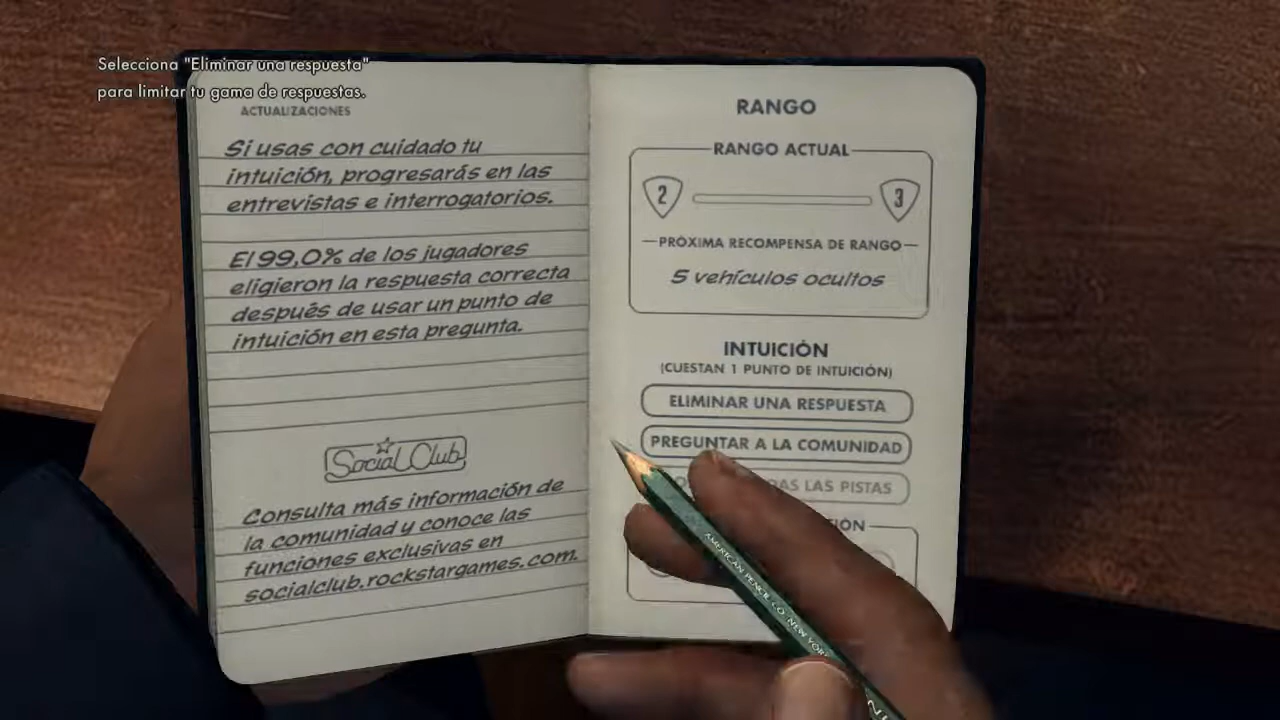 Selecciona "Eliminar una respuesta"
para limitar tu gama de respuestas.
ACTUALIZACIONES
Si usas con cuidado tu
intuición, progresarás en las
entrevistas e interrogatorios.
El 99,0% de los jugadores
eligieron la respuesta correcta
después de usar un punto de
intuición en esta pregunta.
Social Club
Consulta más información de
la comunidad y conoce las
funciones exclusivas en
socialclub.rockstargames.com.
RANGO
RANGO ACTUAL
2
3
PRÓXIMA RECOMPENSA DE RANGO
5 vehículos ocultos
INTUICIÓN
(CUESTAN 1 PUNTO DE INTUICIÓN)
ELIMINAR UNA RESPUESTA
PREGUNTAR A LA COMUNIDAD
LAS PISTAS
AMERICAN PENCIL CO. NEW YORK